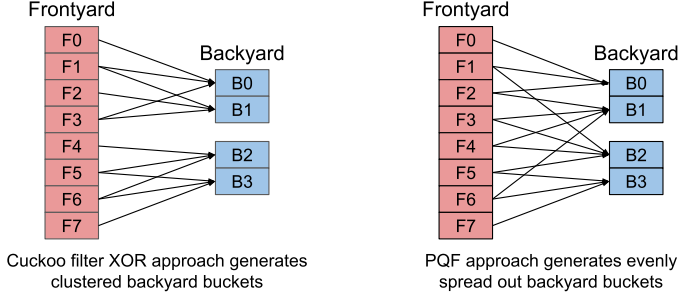 Frontyard
F0
F1
F2
F3
F4
F5
F6
F7
Backyard
B0
B1
B2
B3
Cuckoo filter XOR approach generates
clustered backyard buckets
Frontyard
F0
F1
F2
F3
F4
F5
F6
F7
Backyard
B0
B1
B2
B3
PQF approach generates evenly
spread out backyard buckets